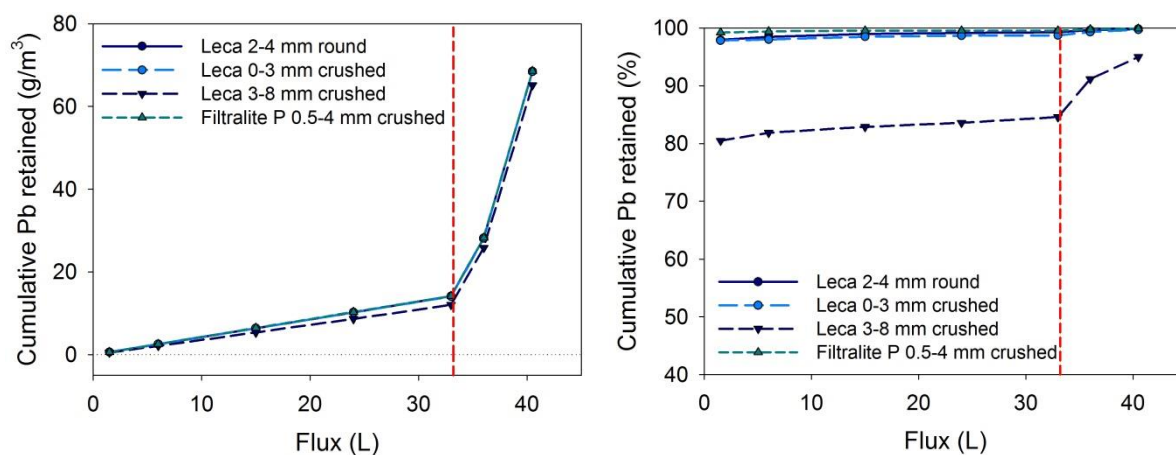 80
60
40
20
0
0
10
20
30
40
Cumulative Pb retained (g/m³)
Flux (L)
Leca 2-4 mm round
Leca 0-3 mm crushed
Leca 3-8 mm crushed
Filtralite P 0.5-4 mm crushed
100
90
80
70
60
50
40
0
10
20
30
40
Cumulative Pb retained (%)
Flux (L)
Leca 2-4 mm round
Leca 0-3 mm crushed
Leca 3-8 mm crushed
Filtralite P 0.5-4 mm crushed